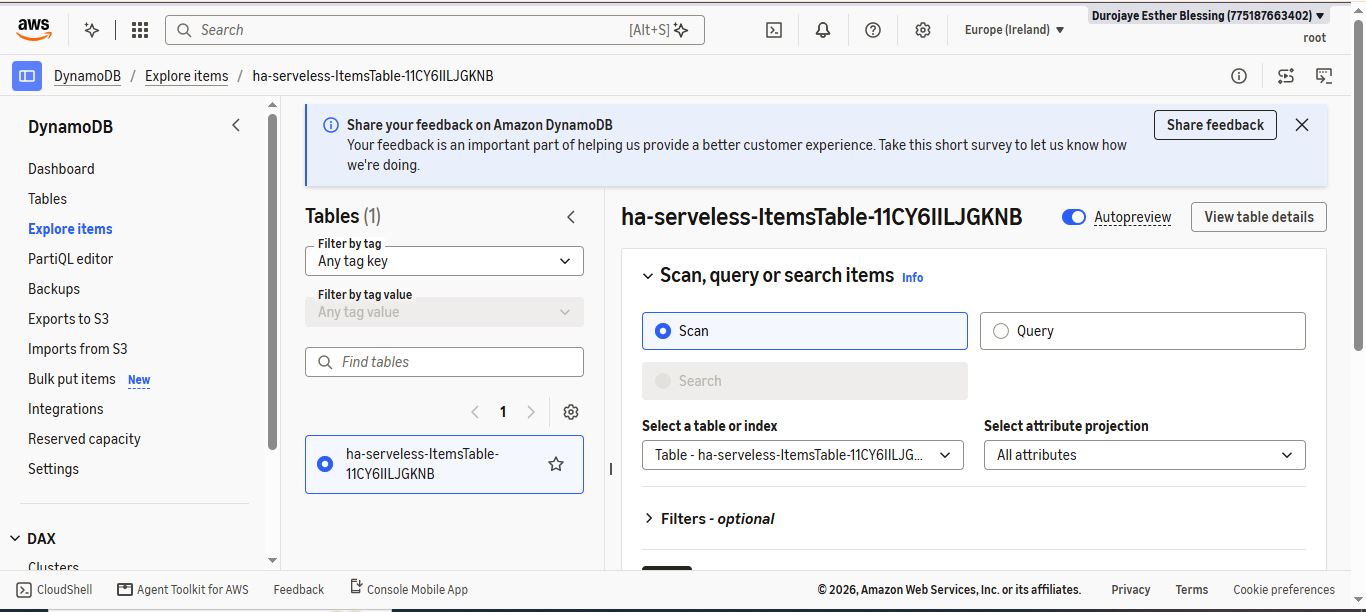 aws
Search
[Alt+S]
Europe (Ireland)
Durojaye Esther Blessing (775187663402)
root
DynamoDB / Explore items / ha-serveless-ItemsTable-11CY6IILJGKNB
DynamoDB
Dashboard
Tables
Explore items
PartiQL editor
Backups
Exports to S3
Imports from S3
Bulk put items New
Integrations
Reserved capacity
Settings
DAX
Clusters
Share your feedback on Amazon DynamoDB
Your feedback is an important part of helping us provide a better customer experience. Take this short survey to let us know how
we're doing.
Share feedback
Tables (1)
Filter by tag
Any tag key
Filter by tag value
Any tag value
Find tables
1
ha-serveless-ItemsTable-
11CY6IILJGKNB
ha-serveless-ItemsTable-11CY6IILJGKNB
Autopreview
View table details
Scan, query or search items Info
Scan
Query
Search
Select a table or index
Table - ha-serveless-ItemsTable-11CY6IILJG...
Select attribute projection
All attributes
Filters - optional
CloudShell
Agent Toolkit for AWS
Feedback
Console Mobile App
© 2026, Amazon Web Services, Inc. or its affiliates.
Privacy
Terms
Cookie preferences